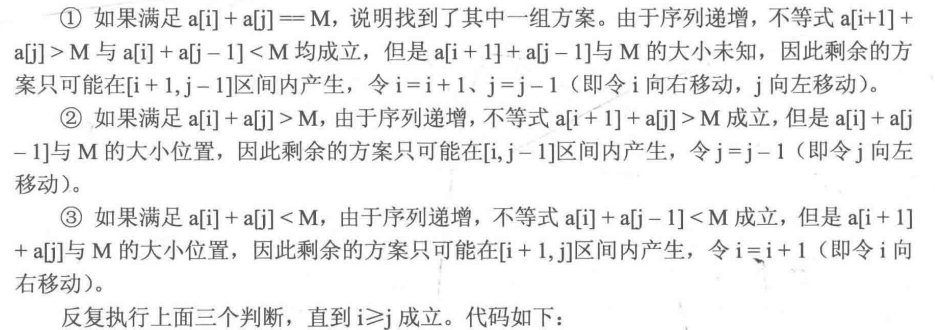 ① 如果满足 a[i] + a[j] == M，说明找到了其中一组方案。由于序列递增，不等式 a[i+1] +
a[j] > M 与 a[i] + a[j – 1] < M 均成立，但是 a[i + 1] + a[j – 1]与 M 的大小未知，因此剩余的方
案只可能在[i + 1, j – 1]区间内产生，令 i = i + 1、j = j – 1（即令 i 向右移动，j 向左移动）。
② 如果满足 a[i] + a[j] > M，由于序列递增，不等式 a[i + 1] + a[j] > M 成立，但是 a[i] + a[j
– 1]与 M 的大小位置，因此剩余的方案只可能在[i, j – 1]区间内产生，令 j = j – 1（即令 j 向左
移动）。
③ 如果满足 a[i] + a[j] < M，由于序列递增，不等式 a[i] + a[j – 1] < M 成立，但是 a[i + 1]
+ a[j]与 M 的大小位置，因此剩余的方案只可能在[i + 1, j]区间内产生，令 i = i + 1（即令 i 向
右移动）。
反复执行上面三个判断，直到 i≥j 成立。代码如下：